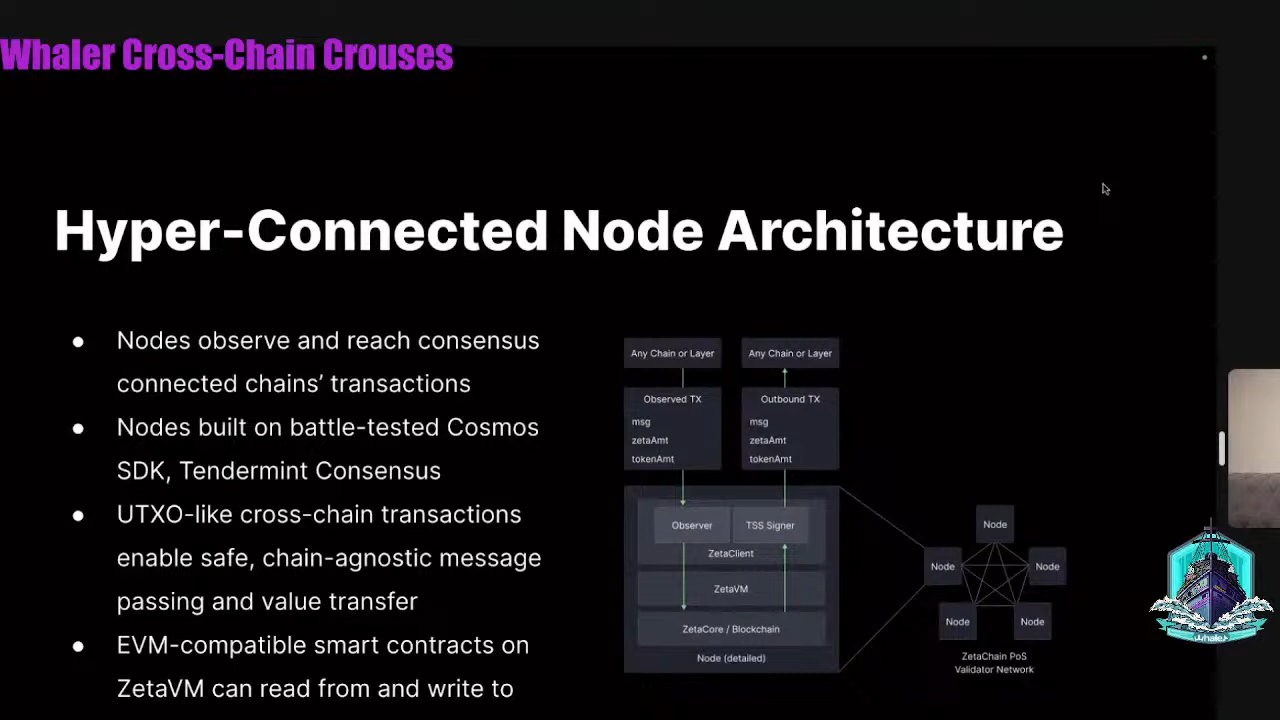 Whaler Cross-Chain Crouses
Hyper-Connected Node Architecture
● Nodes observe and reach consensus
connected chains’ transactions
● Nodes built on battle-tested Cosmos
SDK, Tendermint Consensus
● UTXO-like cross-chain transactions
enable safe, chain-agnostic message
passing and value transfer
● EVM-compatible smart contracts on
ZetaVM can read from and write to
Any Chain or Layer
Any Chain or Layer
Observed TX
msg
zetaAmt
tokenAmt
Outbound TX
msg
zetaAmt
tokenAmt
Observer
TSS Signer
ZetaClient
ZetaVM
ZetaCore / Blockchain
Node (detailed)
Node
Node
Node
Node
Node
ZetaChain PoS
Validator Network
whaler